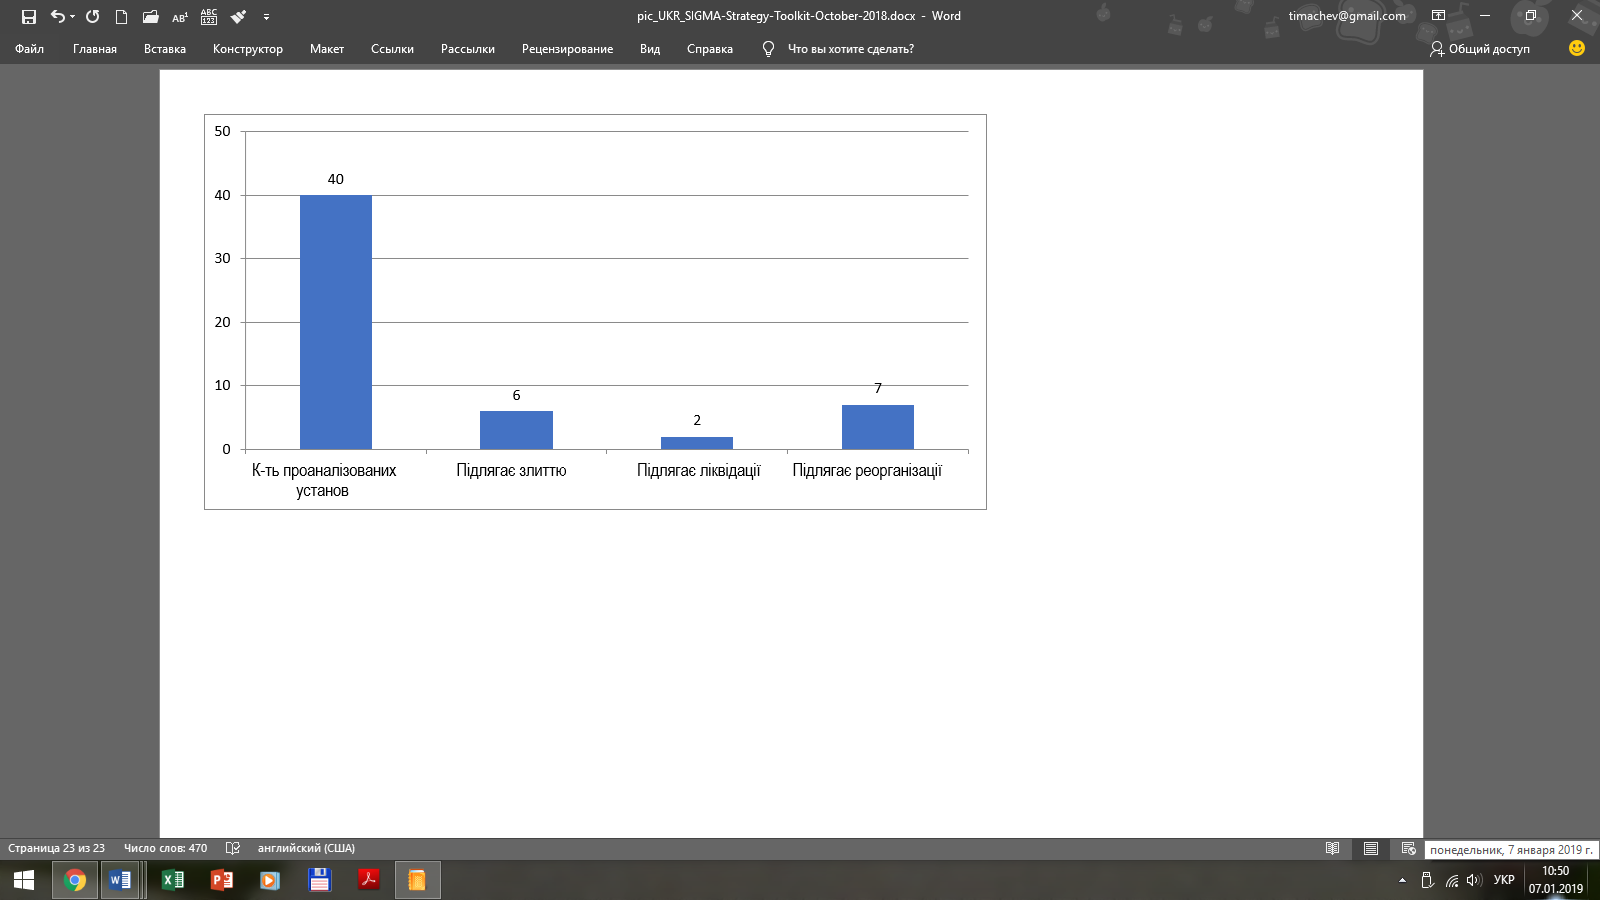 pic_UKR_SIGMA-Strategy-Toolkit-October-2018.docx - Word
timachev@gmail.com
Файл Главная Вставка Конструктор Макет Ссылки Рассылки Рецензирование Вид Справка Что вы хотите сделать? Общий доступ
50
40
40
30
20
10
0
6
2
7
К-ть проаналізованих
установ
Підлягає злиттю
Підлягає ліквідації
Підлягає реорганізації
Страница 23 из 23 Число слов: 470 английский (США)
понедельник, 7 января 2019 г.
УКР
10:50
07.01.2019